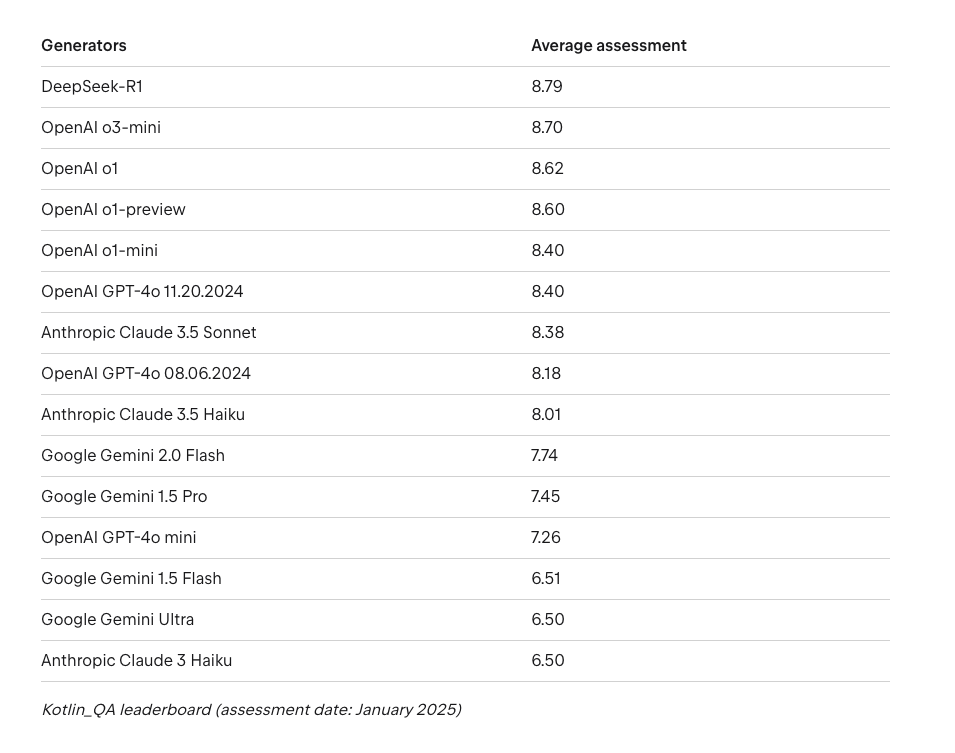 Generators Average assessment
DeepSeek-R1 8.79
OpenAI o3-mini 8.70
OpenAI o1 8.62
OpenAI o1-preview 8.60
OpenAI o1-mini 8.40
OpenAI GPT-4o 11.20.2024 8.40
Anthropic Claude 3.5 Sonnet 8.38
OpenAI GPT-4o 08.06.2024 8.18
Anthropic Claude 3.5 Haiku 8.01
Google Gemini 2.0 Flash 7.74
Google Gemini 1.5 Pro 7.45
OpenAI GPT-4o mini 7.26
Google Gemini 1.5 Flash 6.51
Google Gemini Ultra 6.50
Anthropic Claude 3 Haiku 6.50
Kotlin_QA leaderboard (assessment date: January 2025)